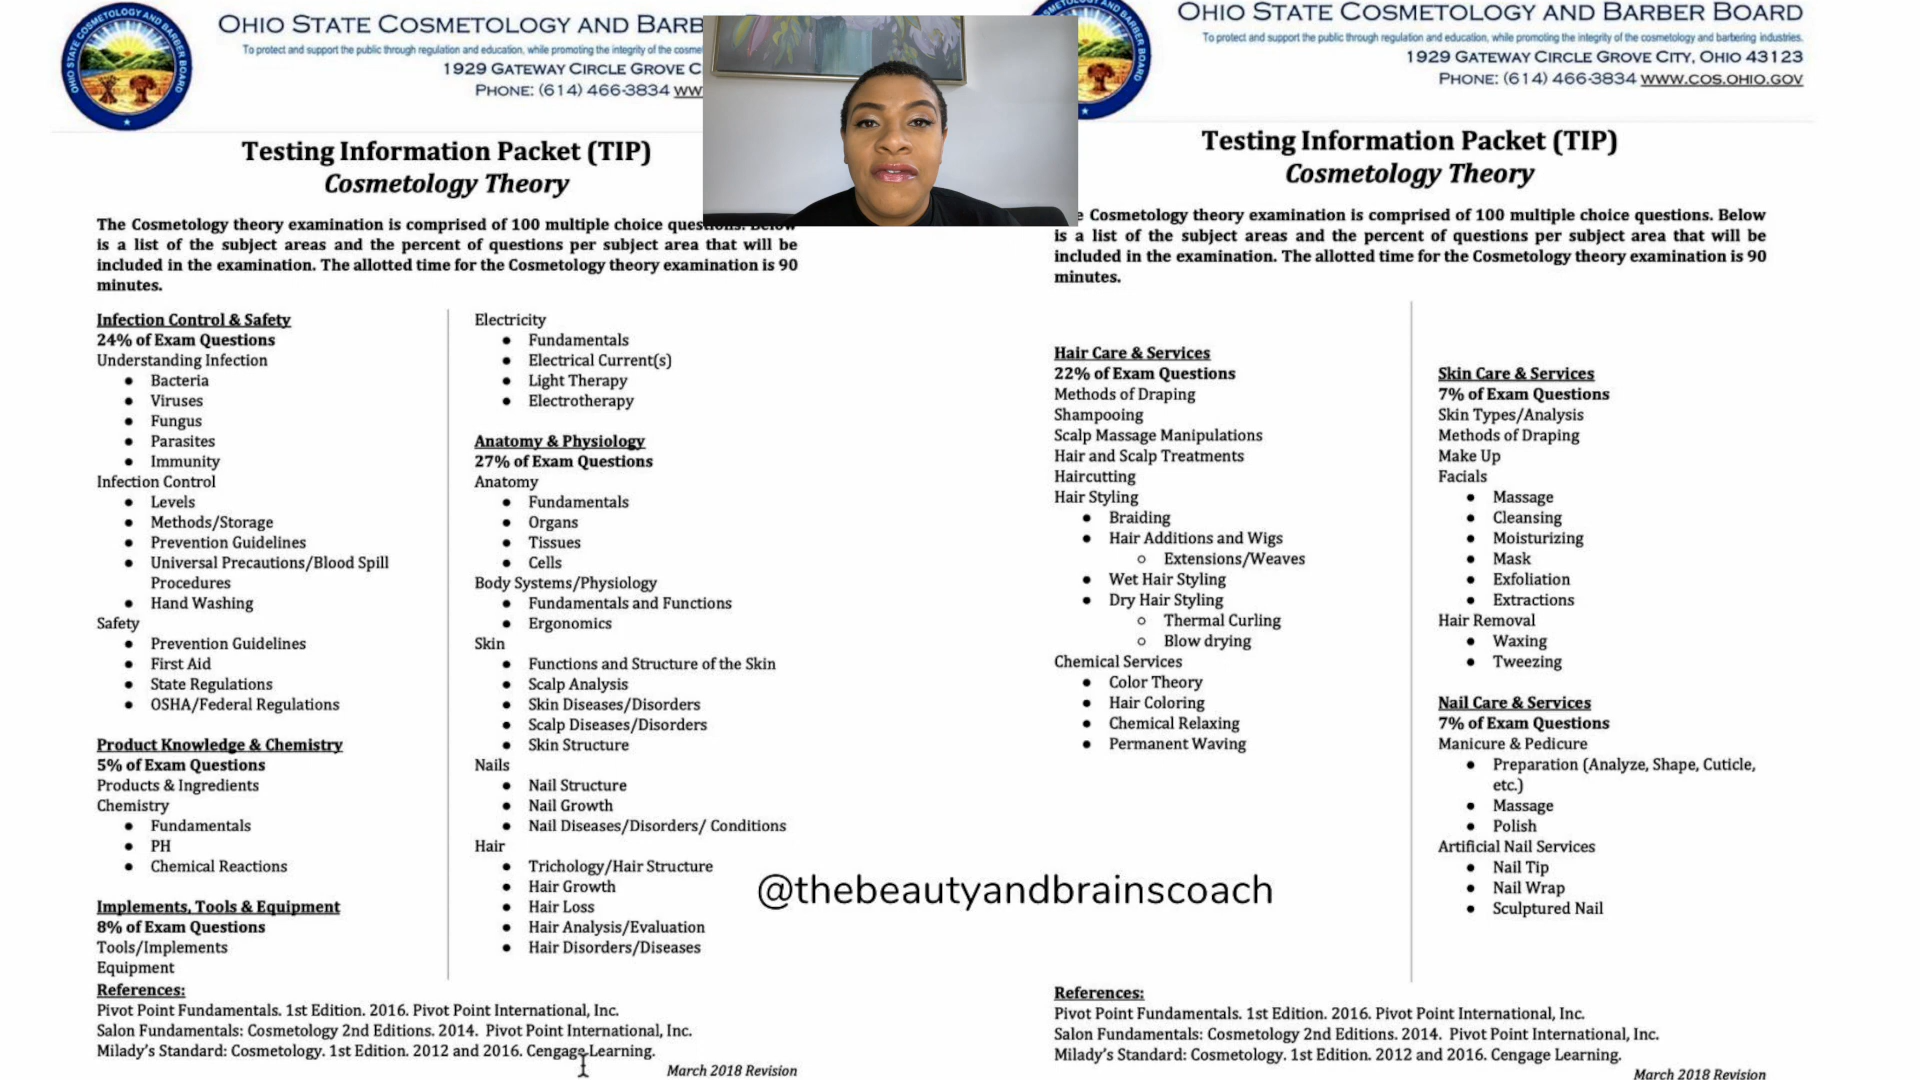 OHIO STATE COSMETOLOGY AND BARB
To protect and support the public through regulation and education, while promoting the integrity of the cosme
1929 GATEWAY CIRCLE GROVE C
PHONE: (614) 466-3834 WW
OHIO STATE COSMETOLOGY AND BARBER BOARD
Testing Information Packet (TIP)
Cosmetology Theory
The Cosmetology theory examination is comprised of 100 multiple choice questions. Below
is a list of the subject areas and the percent of questions per subject area that will be
included in the examination. The allotted time for the Cosmetology theory examination is 90
minutes.
Infection Control & Safety
24% of Exam Questions
Understanding Infection
• Bacteria
• Viruses
• Fungus
• Parasites
• Immunity
Infection Control
• Levels
• Methods/Storage
• Prevention Guidelines
• Universal Precautions/Blood Spill
Procedures
• Hand Washing
Safety
• Prevention Guidelines
• First Aid
• State Regulations
• OSHA/Federal Regulations
Product Knowledge & Chemistry
5% of Exam Questions
Products & Ingredients
Chemistry
• Fundamentals
• PH
• Chemical Reactions
Implements, Tools & Equipment
8% of Exam Questions
Tools/Implements
Equipment
Electricity
• Fundamentals
• Electrical Current(s)
• Light Therapy
• Electrotherapy
Anatomy & Physiology
27% of Exam Questions
Anatomy
• Fundamentals
• Organs
• Tissues
• Cells
Body Systems/Physiology
• Fundamentals and Functions
• Ergonomics
Skin
• Functions and Structure of the Skin
• Scalp Analysis
• Skin Diseases/Disorders
• Scalp Diseases/Disorders
• Skin Structure
Nails
• Nail Structure
• Nail Growth
• Nail Diseases/Disorders/ Conditions
Hair
• Trichology/Hair Structure
• Hair Growth
• Hair Loss
• Hair Analysis/Evaluation
• Hair Disorders/Diseases
References:
Pivot Point Fundamentals. 1st Edition. 2016. Pivot Point International, Inc.
Salon Fundamentals: Cosmetology 2nd Editions. 2014. Pivot Point International, Inc.
Milady's Standard: Cosmetology. 1st Edition. 2012 and 2016. Cengage Learning.
March 2018 Revision
@thebeautyandbrainscoach
OHIO STATE COSMETOLOGY AND BARBER BOARD
To protect and support the public through regulation and education, while promoting the integrity of the cosmetology and barbering industries.
1929 GATEWAY CIRCLE GROVE CITY, OHIO 43123
PHONE: (614) 466-3834 WWW.COS.OHIO.GOV
Testing Information Packet (TIP)
Cosmetology Theory
e Cosmetology theory examination is comprised of 100 multiple choice questions. Below
is a list of the subject areas and the percent of questions per subject area that will be
included in the examination. The allotted time for the Cosmetology theory examination is 90
minutes.
Hair Care & Services
22% of Exam Questions
Methods of Draping
Shampooing
Scalp Massage Manipulations
Hair and Scalp Treatments
Haircutting
Hair Styling
• Braiding
• Hair Additions and Wigs
o Extensions/Weaves
• Wet Hair Styling
• Dry Hair Styling
o Thermal Curling
o Blow drying
Chemical Services
• Color Theory
• Hair Coloring
• Chemical Relaxing
• Permanent Waving
Skin Care & Services
7% of Exam Questions
Skin Types/Analysis
Methods of Draping
Make Up
Facials
• Massage
• Cleansing
• Moisturizing
• Mask
• Exfoliation
• Extractions
Hair Removal
• Waxing
• Tweezing
Nail Care & Services
7% of Exam Questions
Manicure & Pedicure
• Preparation (Analyze, Shape, Cuticle,
etc.)
• Massage
• Polish
Artificial Nail Services
• Nail Tip
• Nail Wrap
• Sculptured Nail
References:
Pivot Point Fundamentals. 1st Edition. 2016. Pivot Point International, Inc.
Salon Fundamentals: Cosmetology 2nd Editions. 2014. Pivot Point International, Inc.
Milady's Standard: Cosmetology. 1st Edition. 2012 and 2016. Cengage Learning.
March 2018 Revision